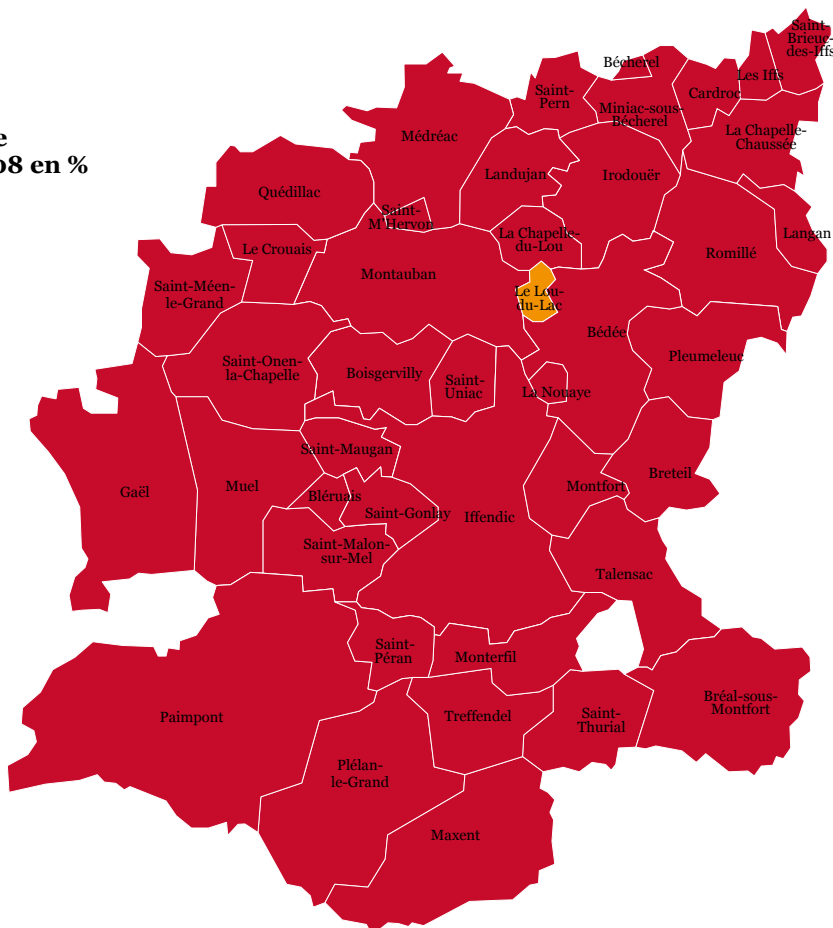 e
08 en %
Saint-
Brieuc-
des-Iffs
Bécherel
Les Iffs
Saint-
Pern
Cardroc
Miniac-sous-
Bécherel
Médréac
La Chapelle-
Chaussée
Landujan
Irodouër
Quédillac
Saint-
M'Hervon
La Chapelle-
du-Lou
Langan
Le Crouais
Romillé
Montauban
Saint-Méen-
le-Grand
Le Lou-
du-Lac
Bédée
Saint-Onen-
la-Chapelle
Boisgervilly
Saint-
Uniac
Pleumeleuc
La Nouaye
Saint-Maugan
Breteil
Gaël
Muel
Bléruais
Montfort
Saint-Gonlay
Iffendic
Saint-Malon-
sur-Mel
Talensac
Saint-
Péran
Monterfil
Paimpont
Treffendel
Saint-
Thurial
Bréal-sous-
Montfort
Plélan-
le-Grand
Maxent